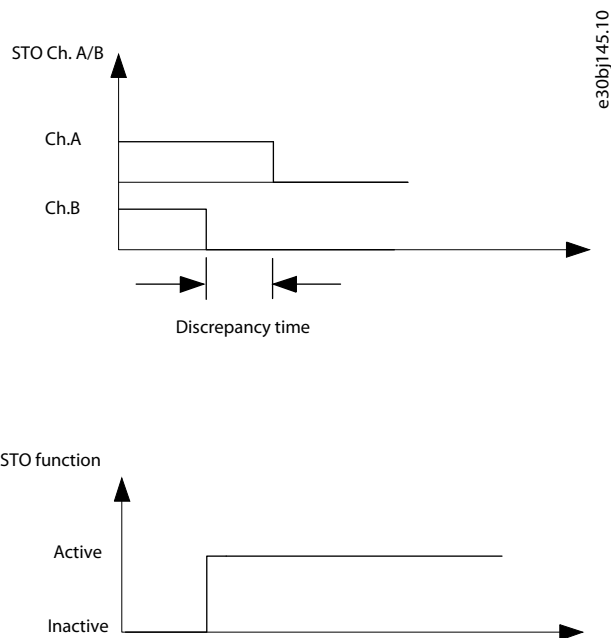 e30bj145.10
STO Ch. A/B
Ch.A
Ch.B
Discrepancy time
STO function
Active
Inactive